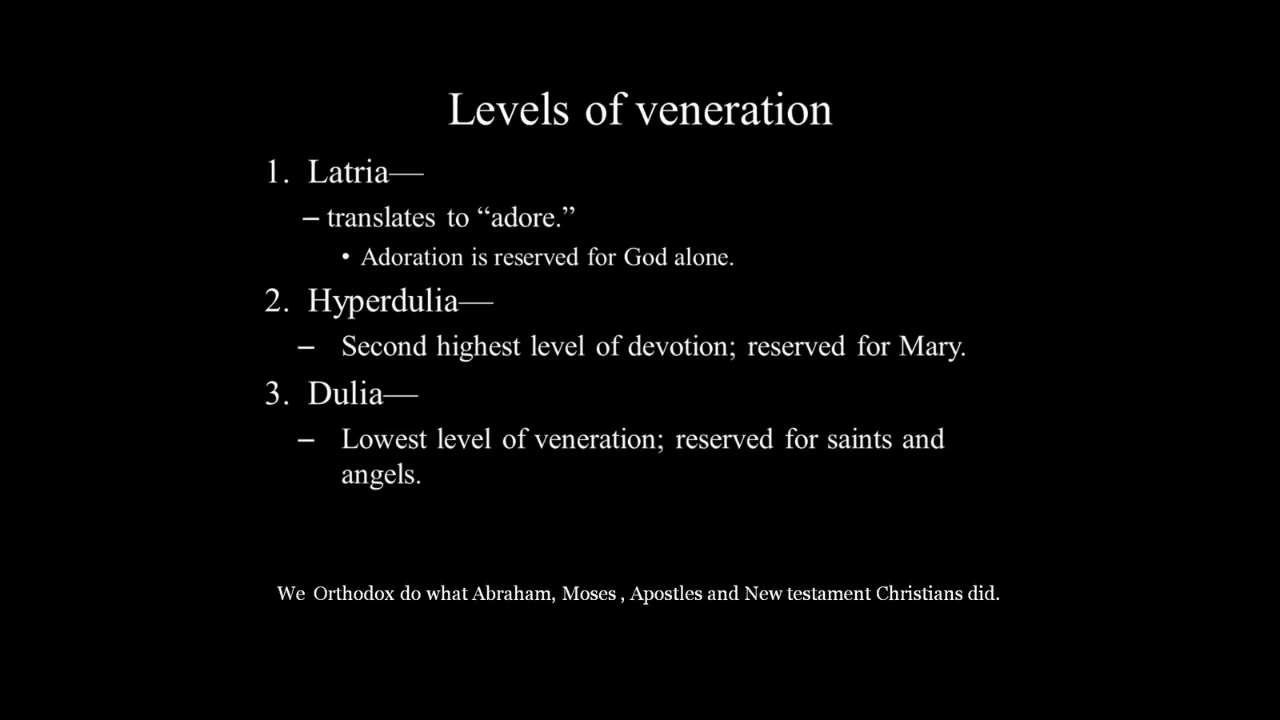 Levels of veneration
1. Latria—
– translates to “adore.”
• Adoration is reserved for God alone.
2. Hyperdulia—
– Second highest level of devotion; reserved for Mary.
3. Dulia—
– Lowest level of veneration; reserved for saints and
angels.
We Orthodox do what Abraham, Moses , Apostles and New testament Christians did.